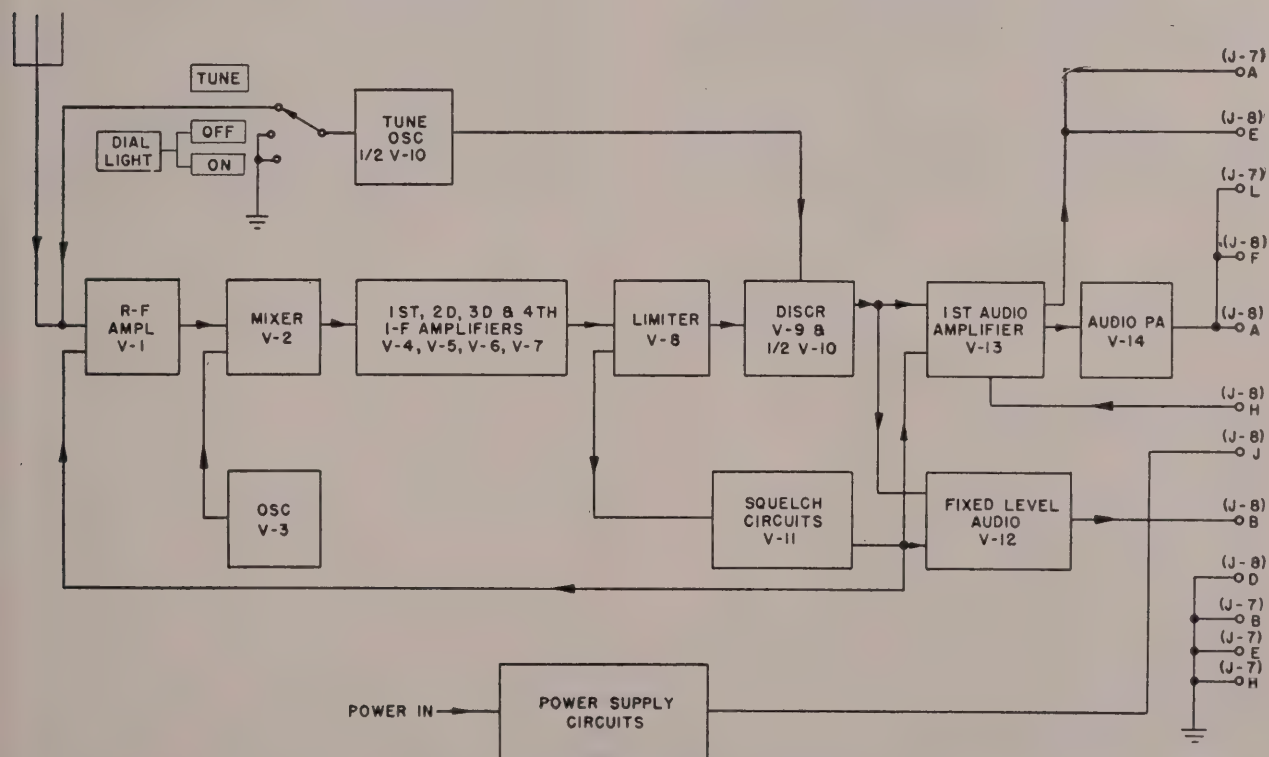 TUNE
DIAL
LIGHT
OFF
ON
TUNE
OSC
1/2 V-10
(J-7)
A
(J-8)
E
(J-7)
L
(J-8)
F
(J-8)
A
(J-8)
H
(J-8)
J
(J-8)
B
(J-8)
D
(J-7)
B
(J-7)
E
(J-7)
H
R-F
AMPL
V-1
MIXER
V-2
1ST, 2D, 3D & 4TH
I-F AMPLIFIERS
V-4, V-5, V-6, V-7
LIMITER
V-8
DISCR
V-9 &
1/2 V-10
1ST AUDIO
AMPLIFIER
V-13
AUDIO PA
V-14
OSC
V-3
SQUELCH
CIRCUITS
V-11
FIXED LEVEL
AUDIO
V-12
POWER IN
POWER SUPPLY
CIRCUITS